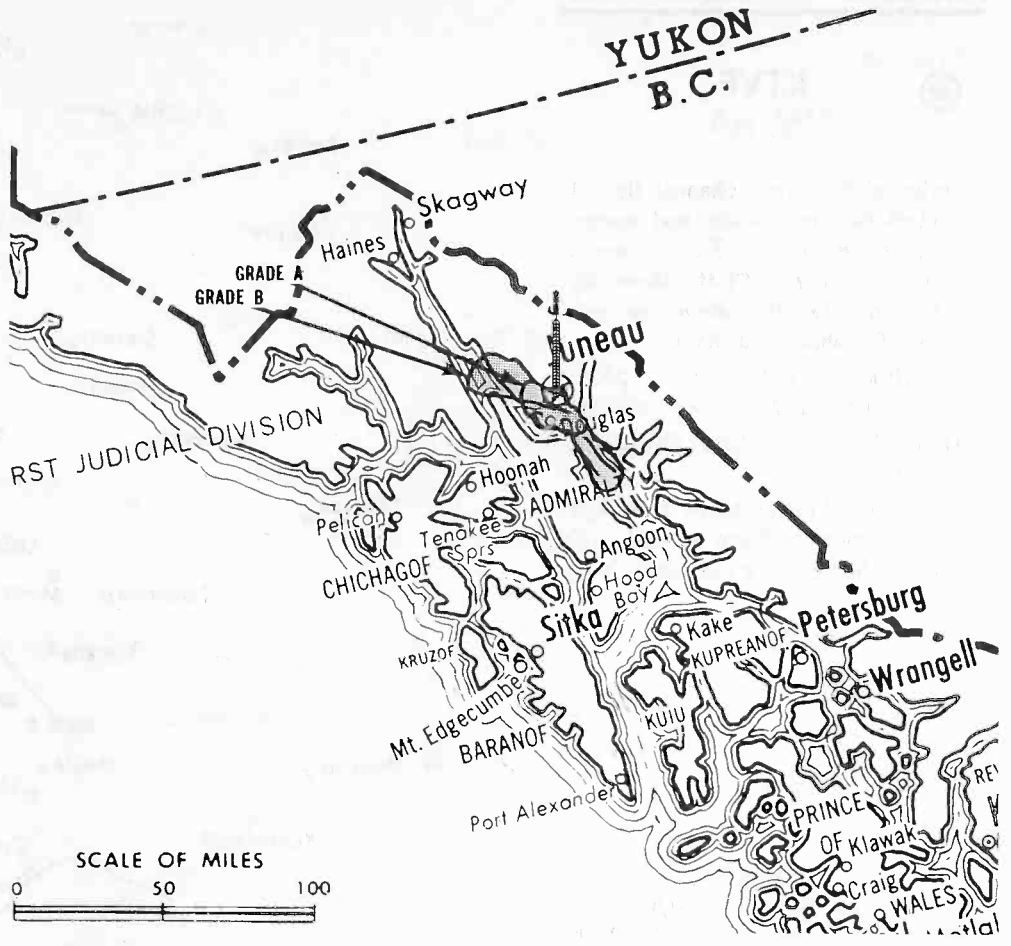 YUKON
B.C.
Skagway
Haines
GRADE A
GRADE B
uneau
Douglas
RST JUDICIAL DIVISION
Hoonah
ADMIRALTY
Pelican
Tenakee
Sprs
Angoon
CHICHAGOF
Hood
Bay
Sitka
Kake
Petersburg
KRUZOF
KUPREANOF
Wrangell
Mt. Edgecumbe
KUIU
BARANOF
Port Alexander
PRINCE
OF
Klawak
Craig
WALES
SCALE OF MILES
0 50 100